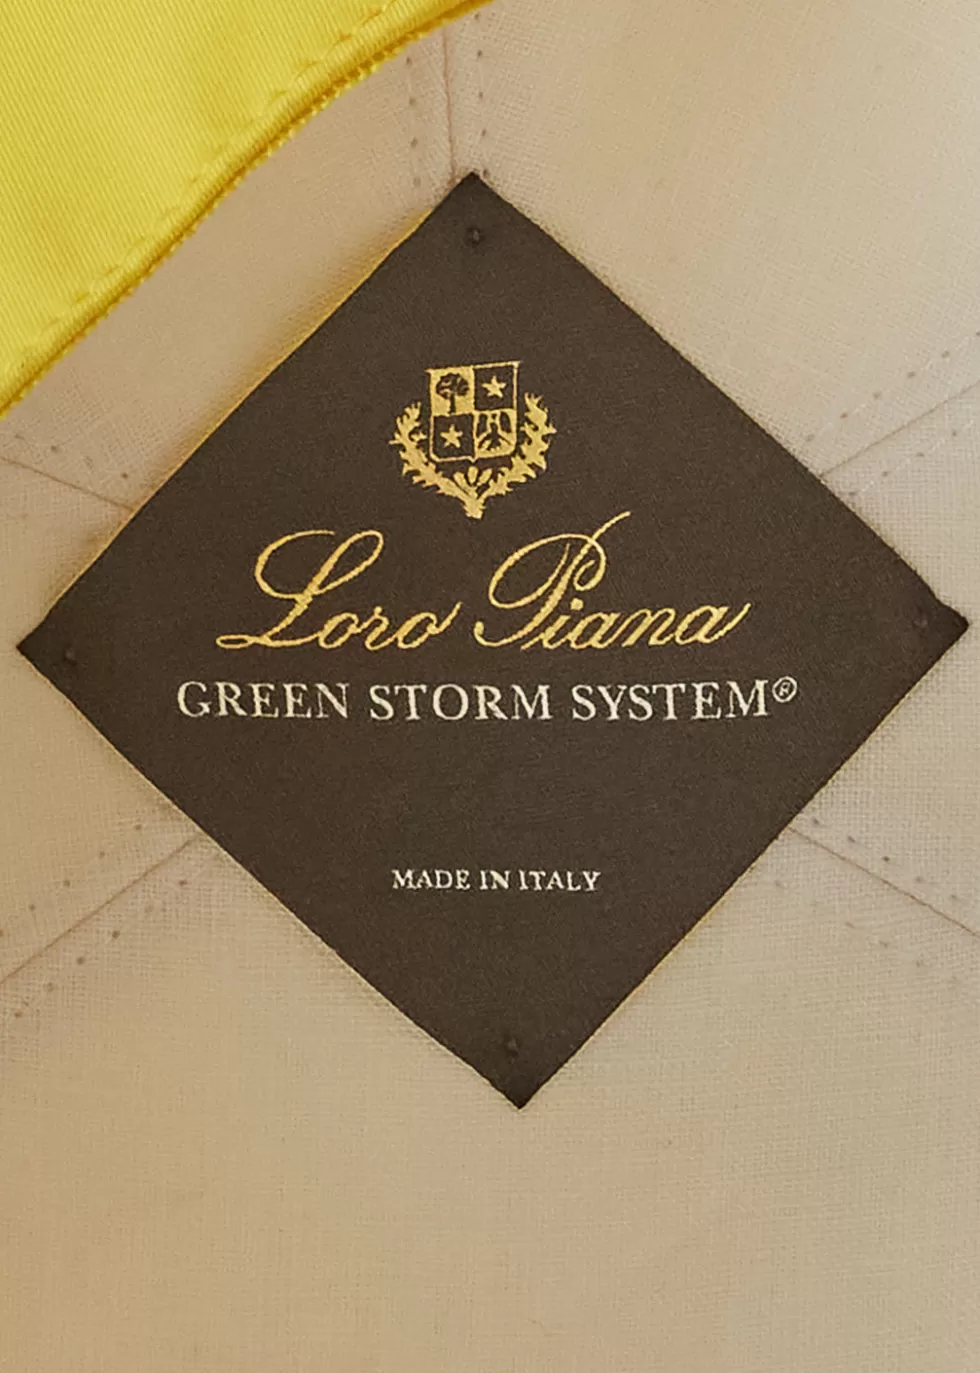 Loro Piana
GREEN STORM SYSTEM®
MADE IN ITALY